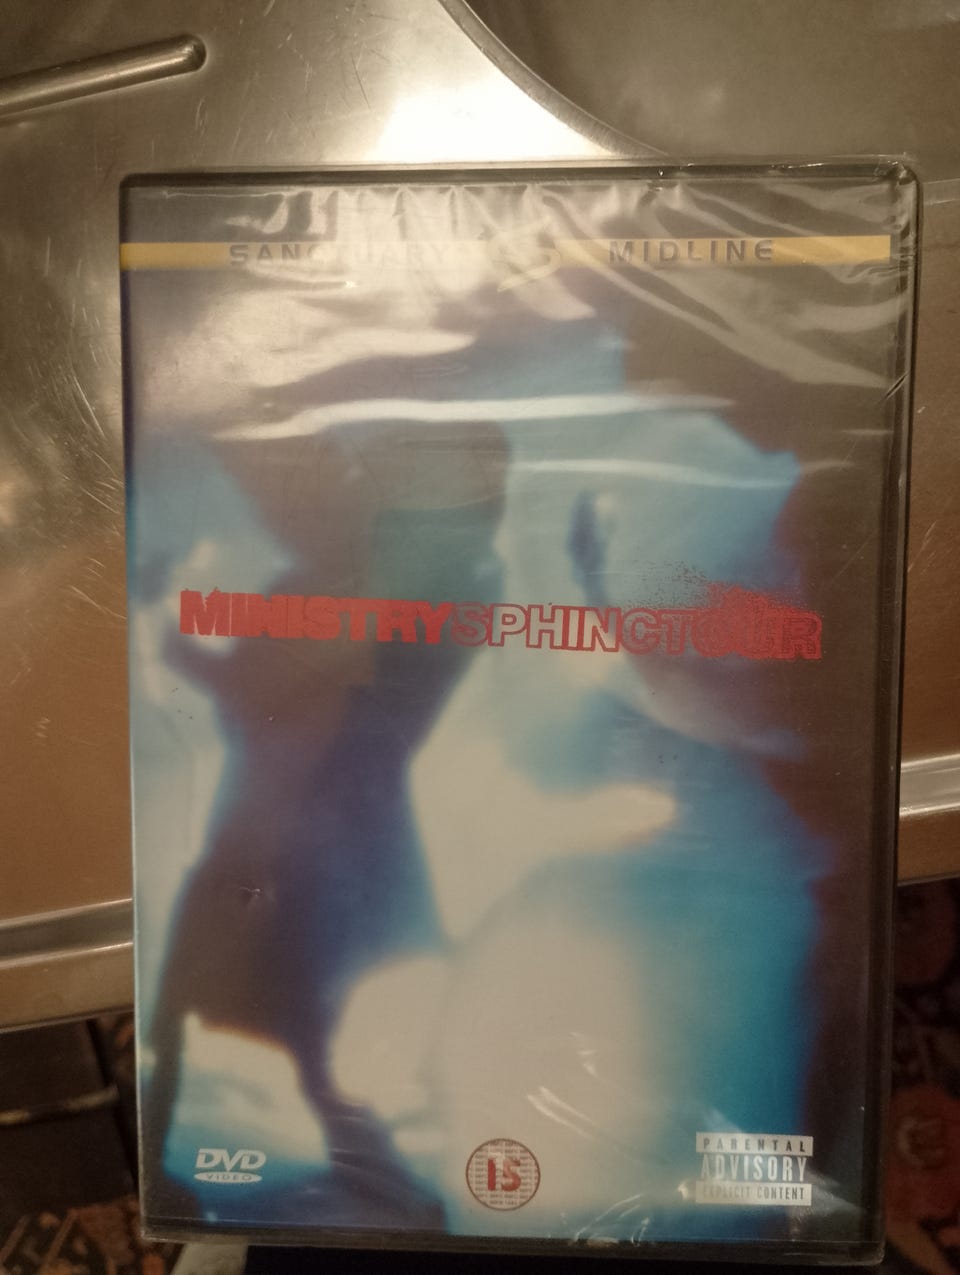 SANCTUARY MIDLINE
MINISTRYSPHINCTOUR
DVD
VIDEO
15
PARENTAL
ADVISORY
EXPLICIT CONTENT